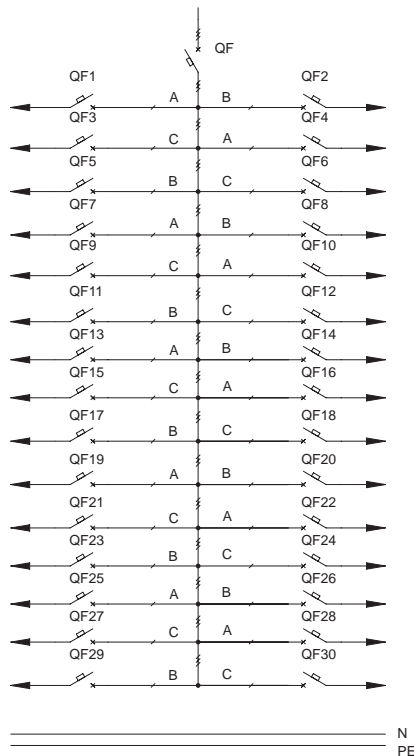 QF
QF1 QF2
A B
QF3 QF4
C A
QF5 QF6
B C
QF7 QF8
A B
QF9 QF10
C A
QF11 QF12
B C
QF13 QF14
A B
QF15 QF16
C A
QF17 QF18
B C
QF19 QF20
A B
QF21 QF22
C A
QF23 QF24
B C
QF25 QF26
A B
QF27 QF28
C A
QF29 QF30
B C
N
PE